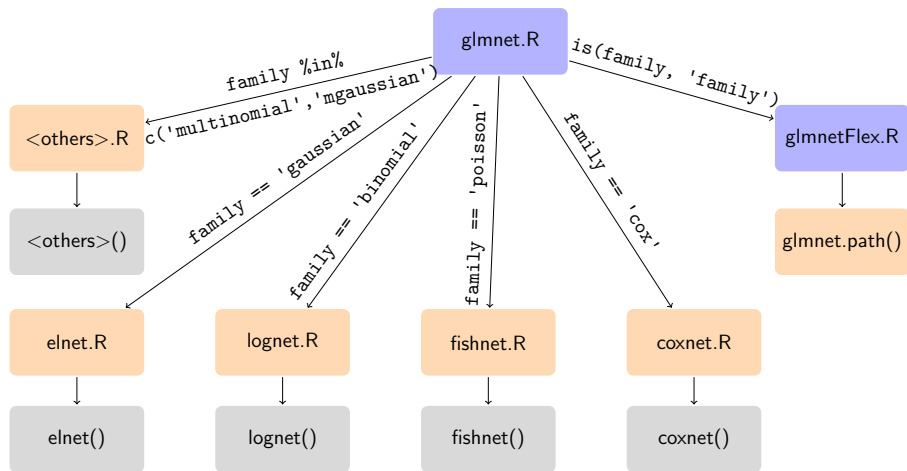 glmnet.R
family %in%
c('multinomial','mgaussian')
is(family, 'family')
family == 'gaussian'
family == 'binomial'
family == 'poisson'
family == 'cox'
<others>.R
glmnetFlex.R
<others>()
glmnet.path()
elnet.R
lognet.R
fishnet.R
coxnet.R
elnet()
lognet()
fishnet()
coxnet()